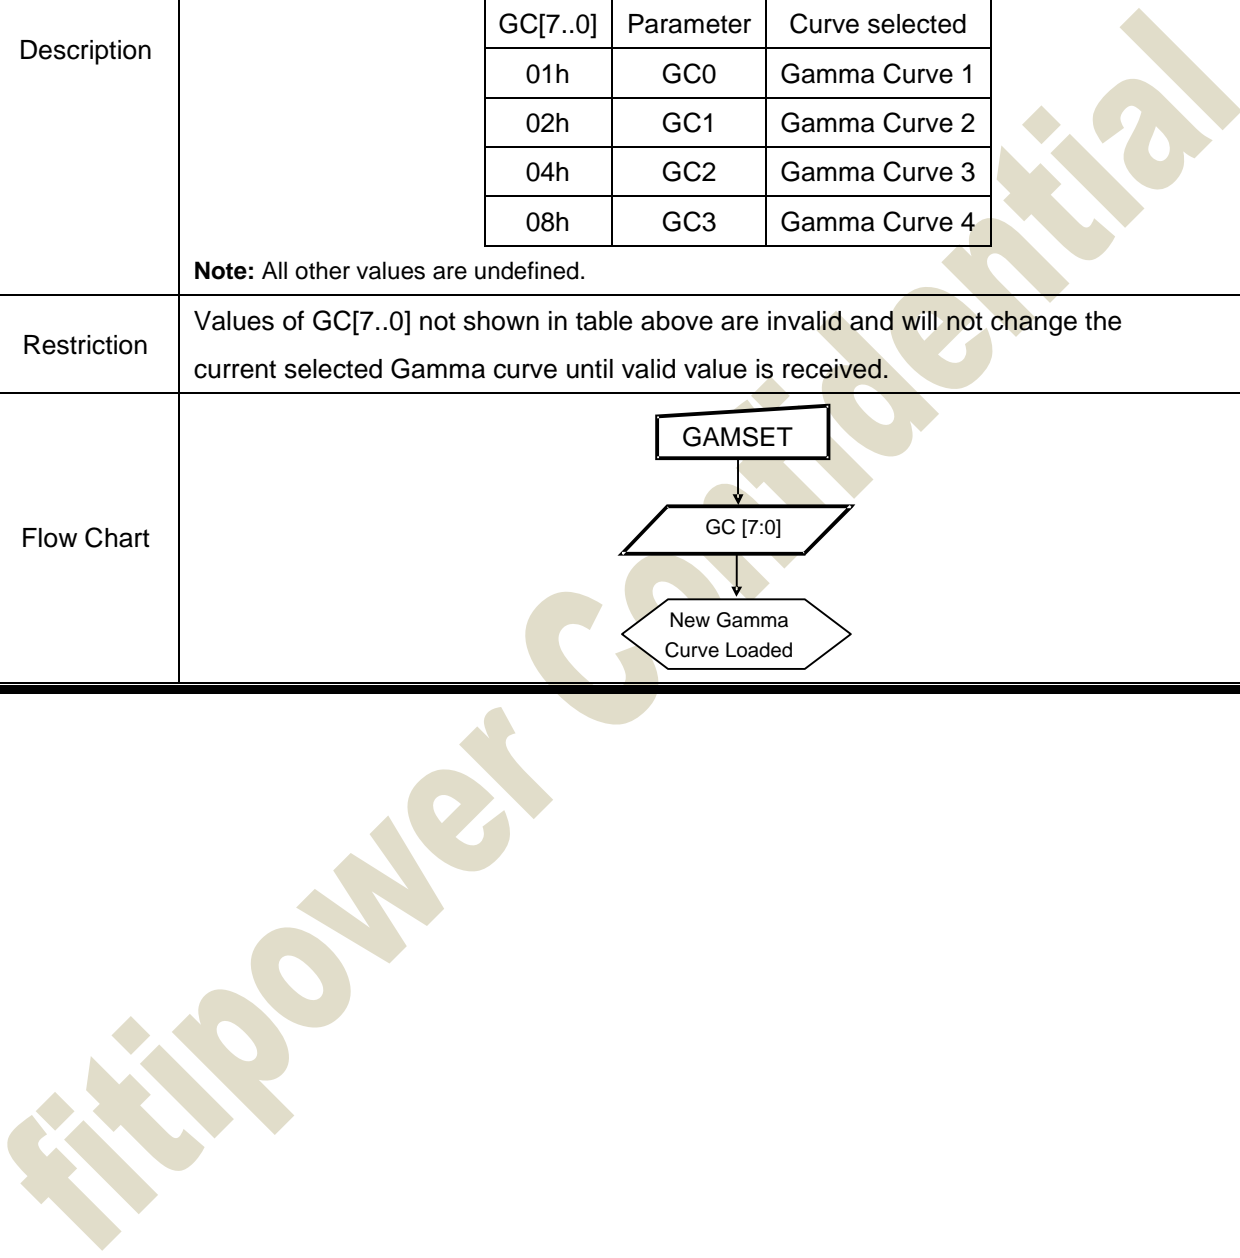 Description
GC[7..0] Parameter Curve selected
01h GC0 Gamma Curve 1
02h GC1 Gamma Curve 2
04h GC2 Gamma Curve 3
08h GC3 Gamma Curve 4
Note: All other values are undefined.
Restriction
Values of GC[7..0] not shown in table above are invalid and will not change the
current selected Gamma curve until valid value is received.
Flow Chart
GAMSET
GC [7:0]
New Gamma
Curve Loaded
fitipower Confidential